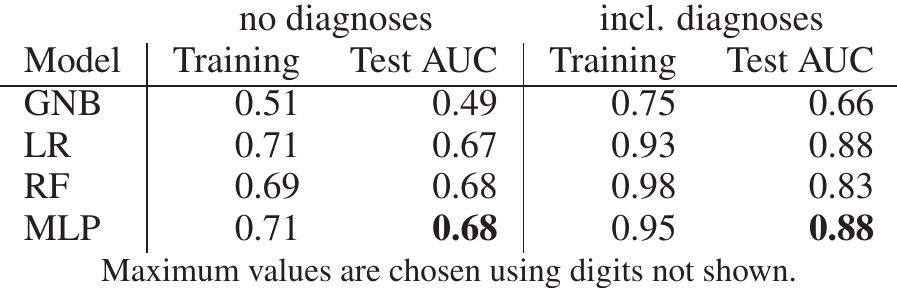 no diagnoses incl. diagnoses
Model Training Test AUC Training Test AUC
GNB 0.51 0.49 0.75 0.66
LR 0.71 0.67 0.93 0.88
RF 0.69 0.68 0.98 0.83
MLP 0.71 0.68 0.95 0.88
Maximum values are chosen using digits not shown.